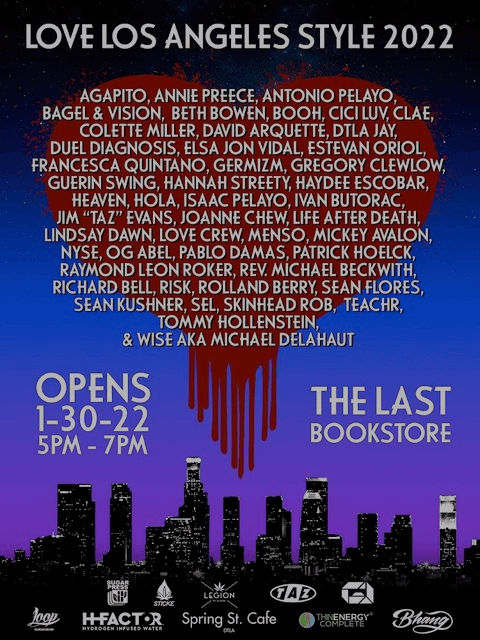 LOVE LOS ANGELES STYLE 2022
AGAPITO, ANNIE PREECE, ANTONIO PELAYO,
BAGEL & VISION, BETH BOWEN, BOOH, CICI LUV, CLAE,
COLETTE MILLER, DAVID ARQUETTE, DTLA JAY,
DUEL DIAGNOSIS, ELSA JON VIDAL, ESTEVAN ORIOL,
FRANCESCA QUINTANO, GERMIZM, GREGORY CLEWLOW,
GUERIN SWING, HANNAH STREETY, HAYDEE ESCOBAR,
HEAVEN, HOLA, ISAAC PELAYO, IVAN BUTORAC,
JIM "TAZ" EVANS, JOANNE CHEW, LIFE AFTER DEATH,
LINDSAY DAWN, LOVE CREW, MENSO, MICKEY AVALON,
NYSE, OG ABEL, PABLO DAMAS, PATRICK HOELCK,
RAYMOND LEON ROKER, REV. MICHAEL BECKWITH,
RICHARD BELL, RISK, ROLLAND BERRY, SEAN FLORES,
SEAN KUSHNER, SEL, SKINHEAD ROB, TEACHR,
TOMMY HOLLENSTEIN,
& WISE AKA MICHAEL DELAHAUT
OPENS
1-30-22
5PM - 7PM
THE LAST
BOOKSTORE
SUGAR
PRESS
ART
STICKE
LEGION
TAZ
Loop
H-FACTOR
HYDROGEN INFUSED WATER
Spring St. Cafe
DTLA
THINENERGY
COMPLETE
Bhang